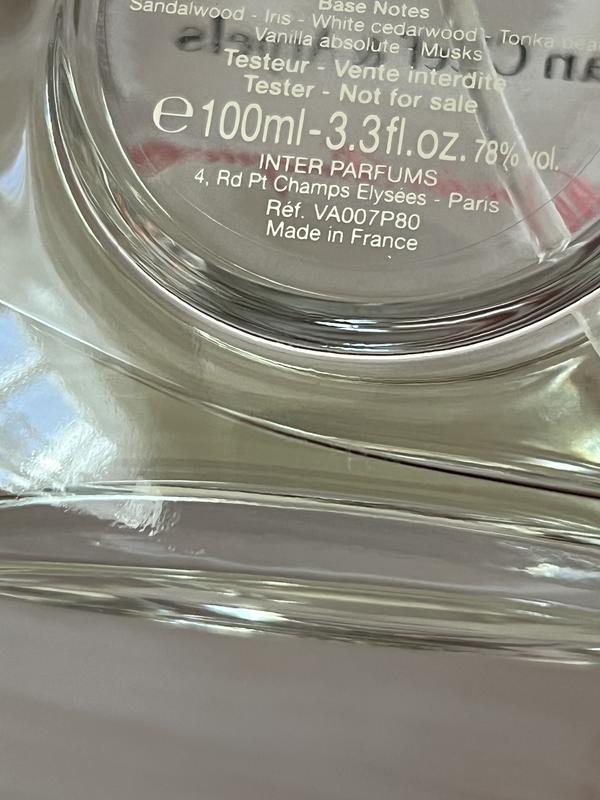 Base Notes
Sandalwood - Iris - White cedarwood - Tonka bean
Vanilla absolute - Musks
Testeur - Vente interdite
Tester - Not for sale
℮ 100ml - 3.3fl.oz. 78% vol.
INTER PARFUMS
4, Rd Pt Champs Elysées - Paris
Réf. VA007P80
Made in France